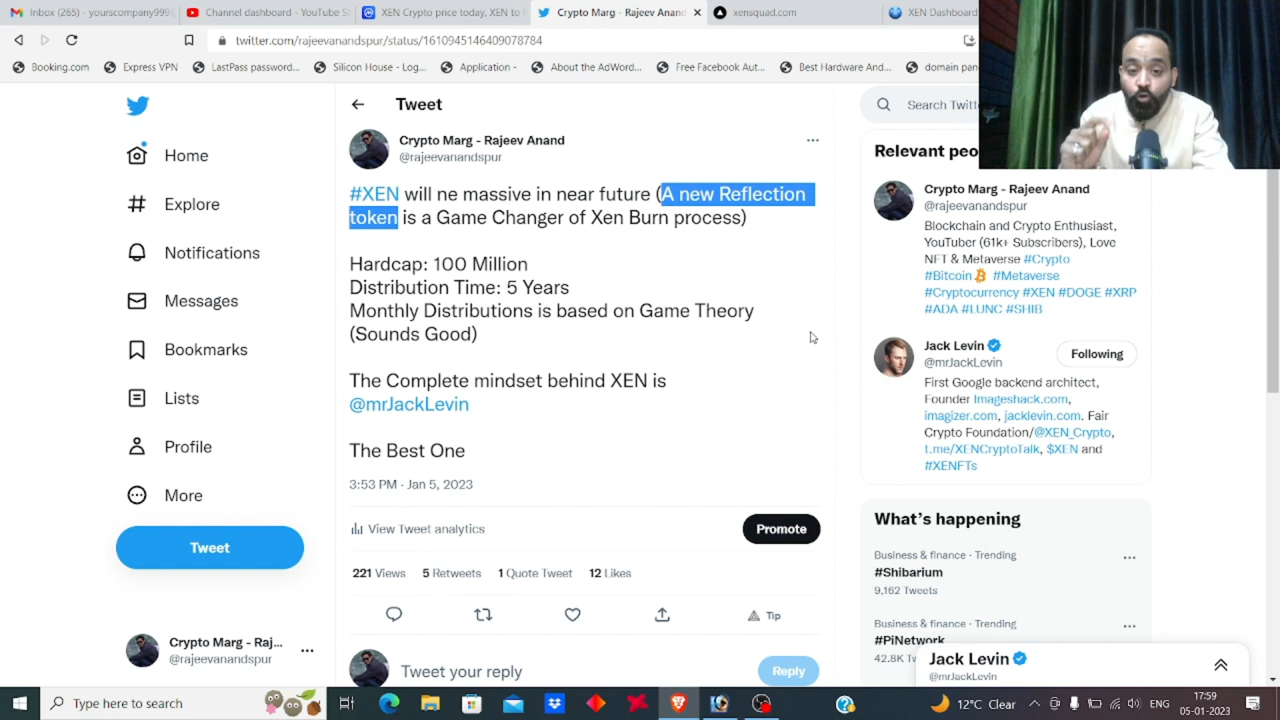 Inbox (265) - yourscompany999@
Channel dashboard - YouTube St
XEN Crypto price today, XEN to
Crypto Marg - Rajeev Anand
xensquad.com
XEN Dashboard
twitter.com/rajeevanandspur/status/1610945146409078784
Booking.com
Express VPN
LastPass password...
Silicon House - Log...
Application -
About the AdWord...
Free Facebook Aut...
Best Hardware And...
domain pan
Home
Explore
Notifications
Messages
Bookmarks
Lists
Profile
More
Tweet
Crypto Marg - Raj...
@rajeevanandspur
Tweet
Crypto Marg - Rajeev Anand
@rajeevanandspur
#XEN will ne massive in near future (A new Reflection
token is a Game Changer of Xen Burn process)
Hardcap: 100 Million
Distribution Time: 5 Years
Monthly Distributions is based on Game Theory
(Sounds Good)
The Complete mindset behind XEN is
@mrJackLevin
The Best One
3:53 PM · Jan 5, 2023
View Tweet analytics
Promote
221 Views 5 Retweets 1 Quote Tweet 12 Likes
Tip
Tweet your reply
Reply
Search Twitt
Relevant peo
Crypto Marg - Rajeev Anand
@rajeevanandspur
Blockchain and Crypto Enthusiast,
YouTuber (61k+ Subscribers), Love
NFT & Metaverse #Crypto
#Bitcoin #Metaverse
#Cryptocurrency #XEN #DOGE #XRP
#ADA #LUNC #SHIB
Jack Levin
@mrJackLevin
Following
First Google backend architect,
Founder Imageshack.com,
imagizer.com, jacklevin.com. Fair
Crypto Foundation/@XEN_Crypto,
t.me/XENCryptoTalk, $XEN and
#XENFTs
What's happening
Business & finance · Trending
#Shibarium
9,162 Tweets
Business & finance · Trending
#PiNetwork
42.8K Tw
Jack Levin
@mrJackLevin
Type here to search
12°C Clear
ENG
17:59
05-01-2023